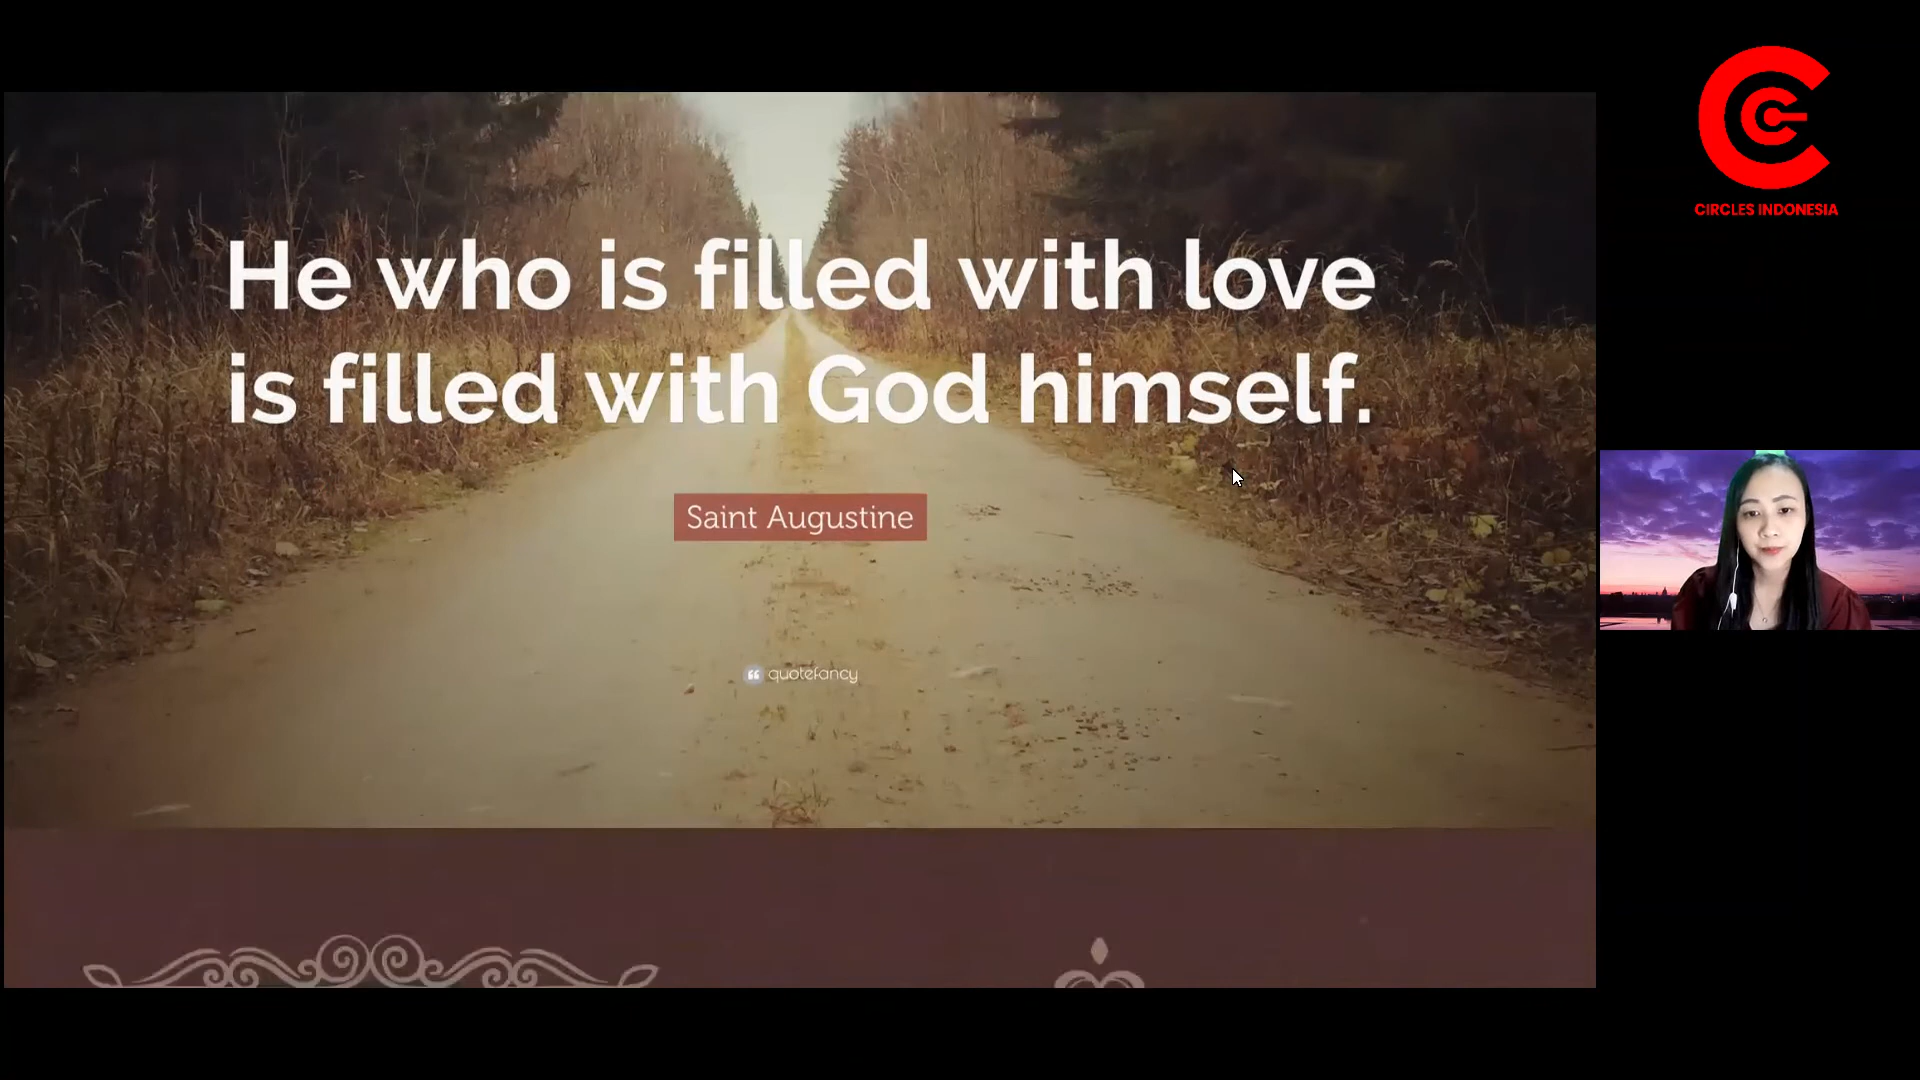 He who is filled with love
is filled with God himself.
Saint Augustine
quotefancy
CIRCLES INDONESIA